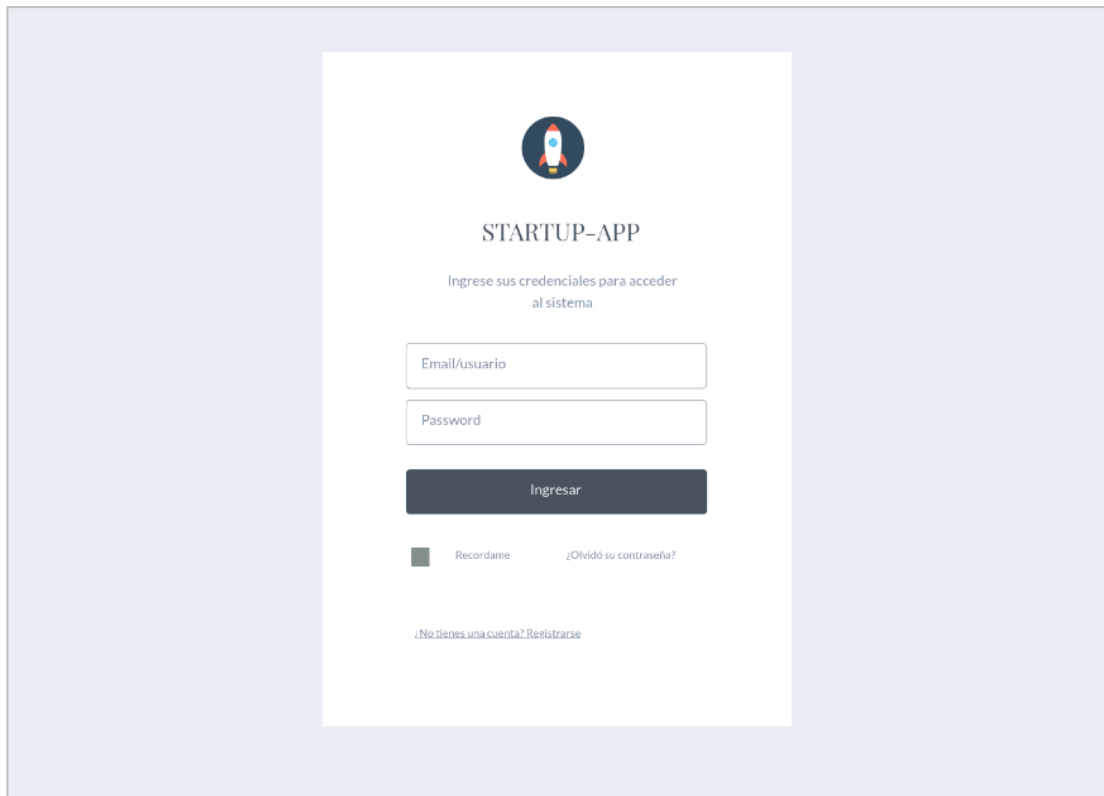 STARTUP-APP
Ingrese sus credenciales para acceder
al sistema
Email/usuario
Password
Ingresar
Recordame ¿Olvidó su contraseña?
¿No tienes una cuenta? Registrarse